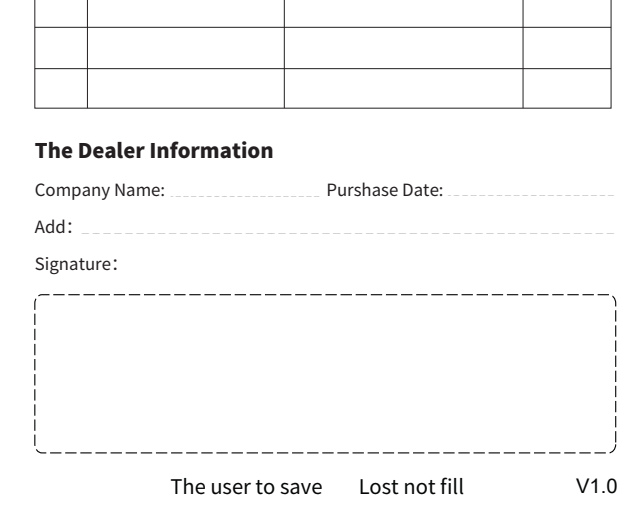 The Dealer Information
Company Name: Purshase Date:
Add：
Signature：
The user to save Lost not fill V1.0